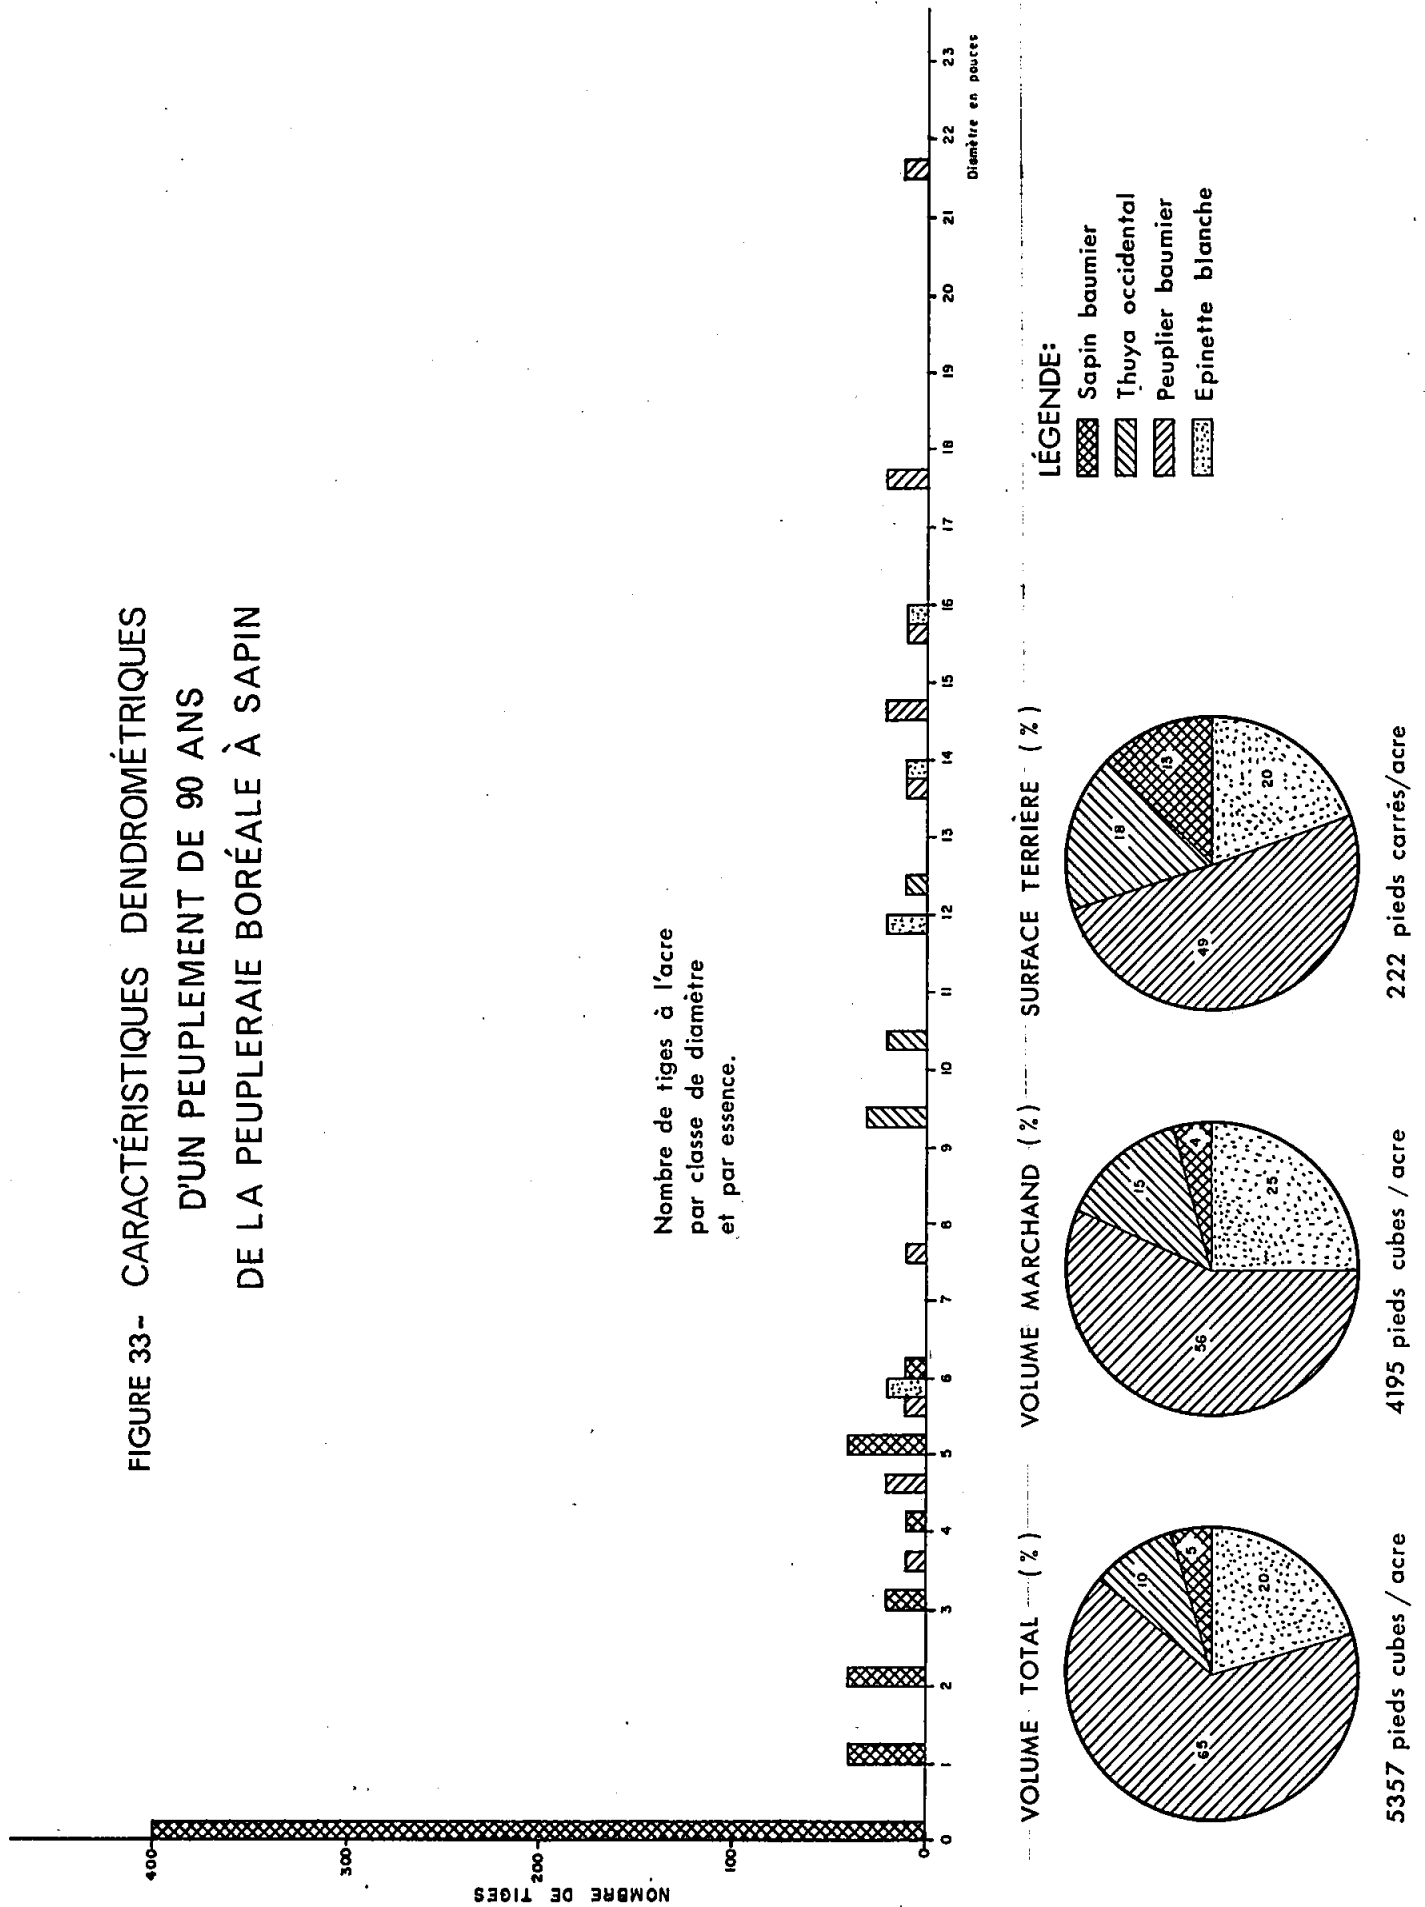 FIGURE 33- CARACTÉRISTIQUES DENDROMÉTRIQUES
D'UN PEUPLEMENT DE 90 ANS
DE LA PEUPLERAIE BORÉALE À SAPIN
NOMBRE DE TIGES
400
300
200
100
0
Nombre de tiges à l'acre
par classe de diamètre
et par essence.
0 1 2 3 4 5 6 7 8 9 10 11 12 13 14 15 16 17 18 19 20 21 22 23
Diamètre en pouces
VOLUME TOTAL (%)
65
10
5
20
5357 pieds cubes / acre
VOLUME MARCHAND (%)
56
15
4
25
4195 pieds cubes / acre
SURFACE TERRIÈRE (%)
49
18
13
20
222 pieds carrés/acre
LÉGENDE:
Sapin baumier
Thuya occidental
Peuplier baumier
Epinette blanche